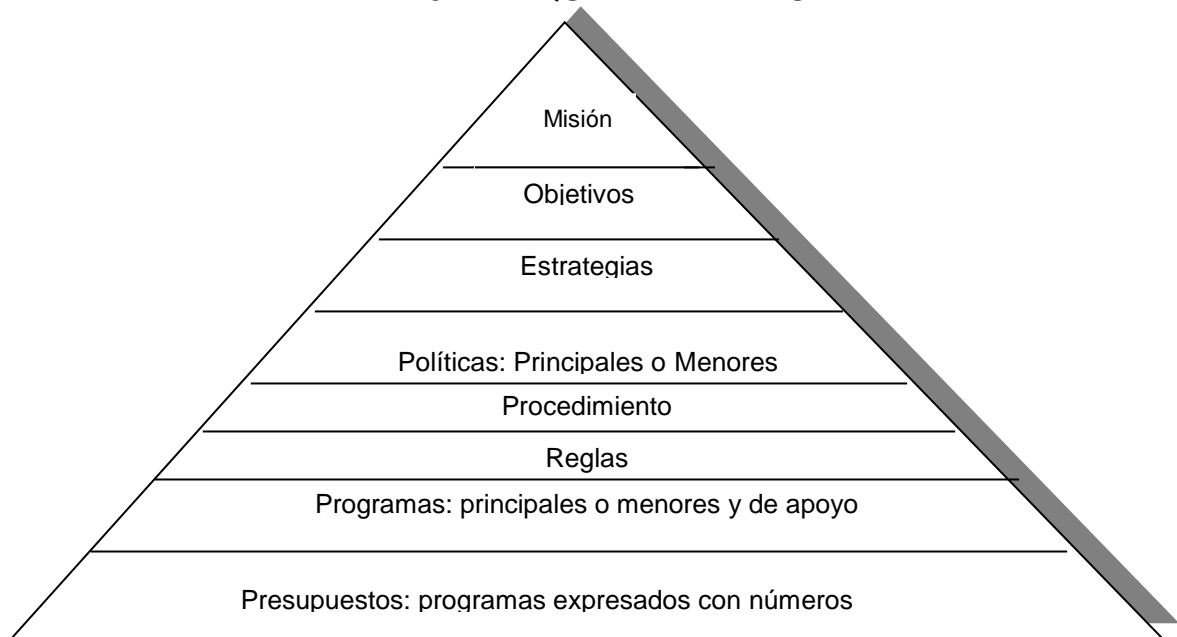 Misión
Objetivos
Estrategias
Políticas: Principales o Menores
Procedimiento
Reglas
Programas: principales o menores y de apoyo
Presupuestos: programas expresados con números